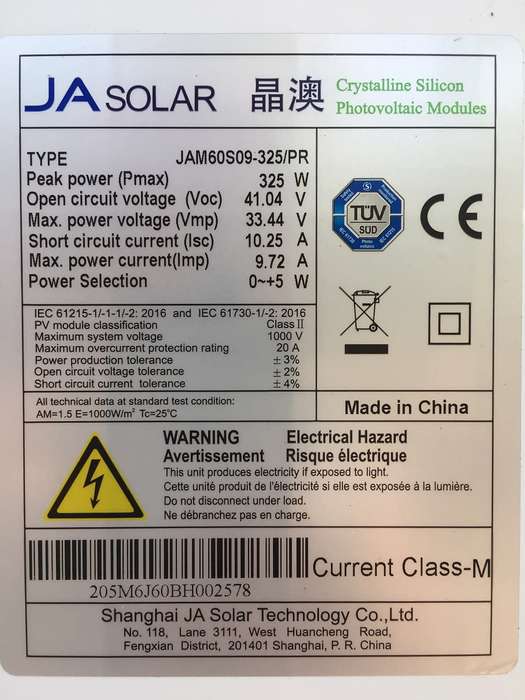 JA SOLAR 晶澳 Crystalline Silicon
Photovoltaic Modules
TYPE JAM60S09-325/PR
Peak power (Pmax) 325 W
Open circuit voltage (Voc) 41.04 V
Max. power voltage (Vmp) 33.44 V
Short circuit current (Isc) 10.25 A
Max. power current(Imp) 9.72 A
Power Selection 0~+5 W
TÜV
SUD
CE
IEC 61215-1/-1-1/-2: 2016 and IEC 61730-1/-2: 2016
PV module classification Class II
Maximum system voltage 1000 V
Maximum overcurrent protection rating 20 A
Power production tolerance ±3%
Open circuit voltage tolerance ±2%
Short circuit current tolerance ±4%
All technical data at standard test condition:
AM=1.5 E=1000W/m² Tc=25℃
Made in China
WARNING Electrical Hazard
Avertissement Risque électrique
This unit produces electricity if exposed to light.
Cette unité produit de l'électricité si elle est exposée à la lumière.
Do not disconnect under load.
Ne débranchez pas en charge.
205M6J60BH002578
Current Class-M
Shanghai JA Solar Technology Co.,Ltd.
No. 118, Lane 3111, West Huancheng Road,
Fengxian District, 201401 Shanghai, P. R. China